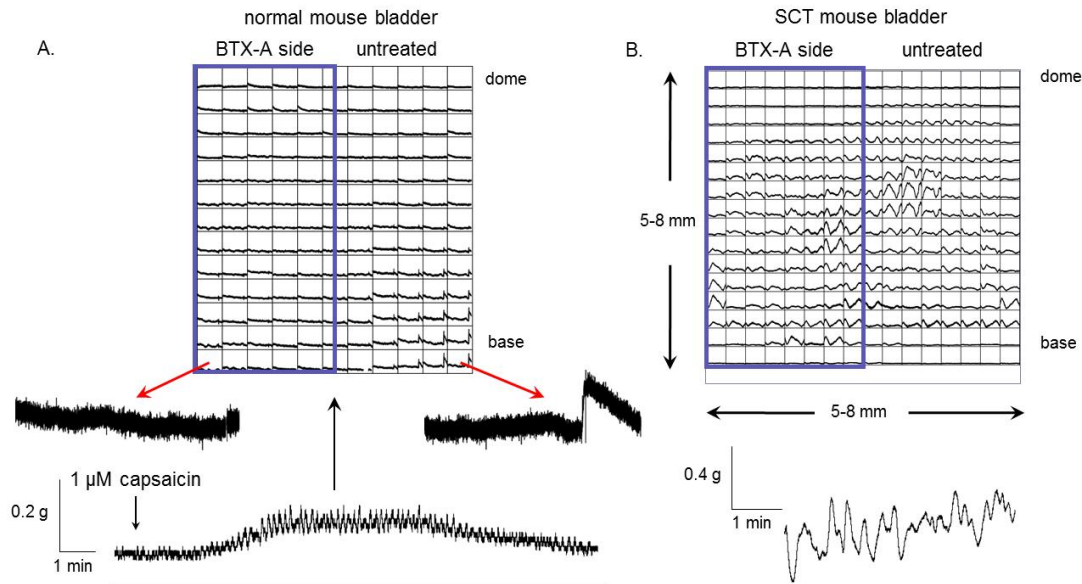 normal mouse bladder
A.
BTX-A side
untreated
dome
base
1 µM capsaicin
0.2 g
1 min
SCT mouse bladder
B.
BTX-A side
untreated
dome
5-8 mm
base
5-8 mm
0.4 g
1 min